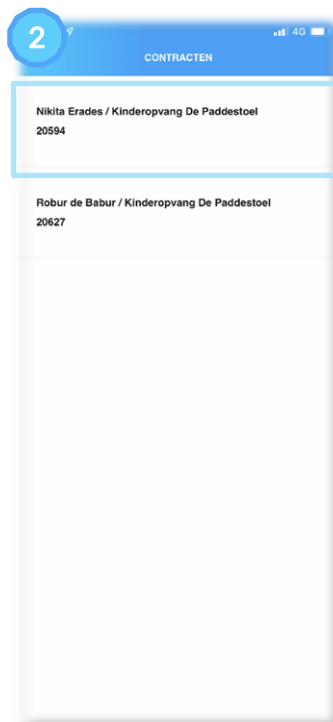 2
4G
CONTRACTEN
Nikita Erades / Kinderopvang De Paddestoel
20594
Robur de Babur / Kinderopvang De Paddestoel
20627